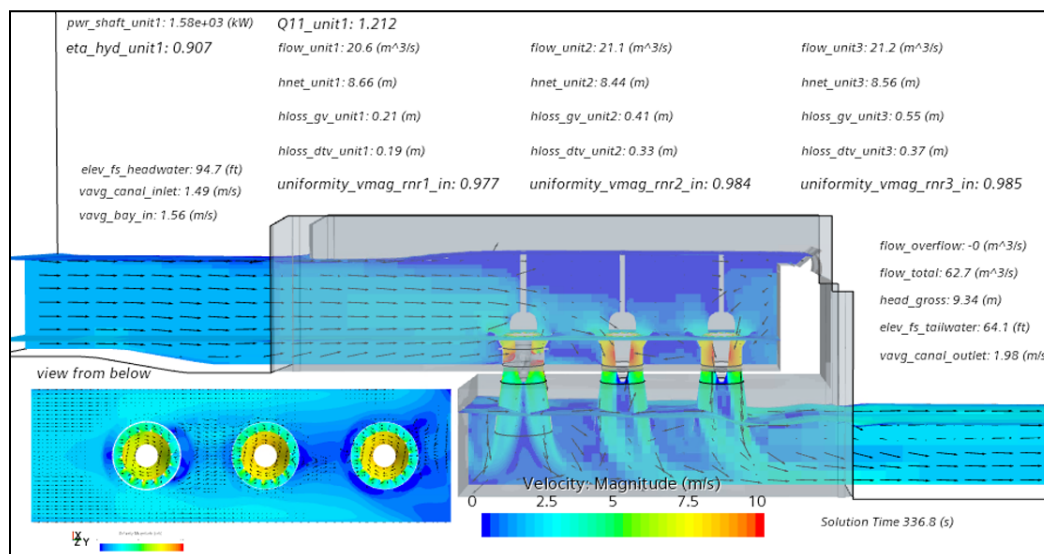 pwr_shaft_unit1: 1.58e+03 (kW)
Q11_unit1: 1.212
eta_hyd_unit1: 0.907
flow_unit1: 20.6 (m^3/s)
flow_unit2: 21.1 (m^3/s)
flow_unit3: 21.2 (m^3/s)
hnet_unit1: 8.66 (m)
hnet_unit2: 8.44 (m)
hnet_unit3: 8.56 (m)
hloss_gv_unit1: 0.21 (m)
hloss_gv_unit2: 0.41 (m)
hloss_gv_unit3: 0.55 (m)
hloss_dtv_unit1: 0.19 (m)
hloss_dtv_unit2: 0.33 (m)
hloss_dtv_unit3: 0.37 (m)
elev_fs_headwater: 94.7 (ft)
vavg_canal_inlet: 1.49 (m/s)
vavg_bay_in: 1.56 (m/s)
uniformity_vmag_rnr1_in: 0.977
uniformity_vmag_rnr2_in: 0.984
uniformity_vmag_rnr3_in: 0.985
flow_overflow: -0 (m^3/s)
flow_total: 62.7 (m^3/s)
head_gross: 9.34 (m)
elev_fs_tailwater: 64.1 (ft)
vavg_canal_outlet: 1.98 (m/s
view from below
Velocity: Magnitude (m/s)
0 2.5 5 7.5 10
Solution Time 336.8 (s)
X
Z Y